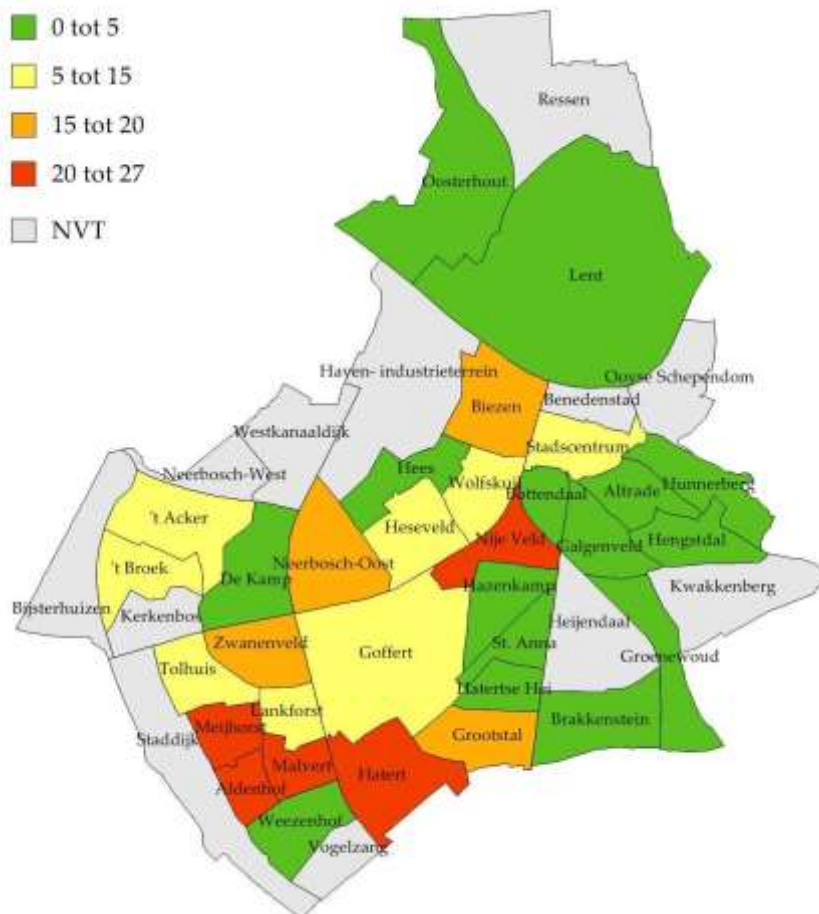 0 tot 5
5 tot 15
15 tot 20
20 tot 27
NVT
Ressen
Oosterhout
Lent
Haven- industrieterrein
Ooyse Schependom
Biezen
Benedenstad
Westkanaaldijk
Stadscentrum
Neerbosch-West
Hees
Wolfskuil
Bottendaal
Altrade
Hunnerberg
't Acker
Heseveld
Nije Veld
Galgenveld
Hengstdal
't Broek
De Kamp
Neerbosch-Oost
Hazenkamp
Kwakkenberg
Bijsterhuizen
Kerkenbos
Heijendaal
Zwanenveld
Goffert
St. Anna
Groenewoud
Tolhuis
Hatertse Hei
Lankforst
Brakkenstein
Meijhorst
Staddijk
Grootstal
Malvert
Hatert
Aldenhof
Weezenhof
Vogelzang